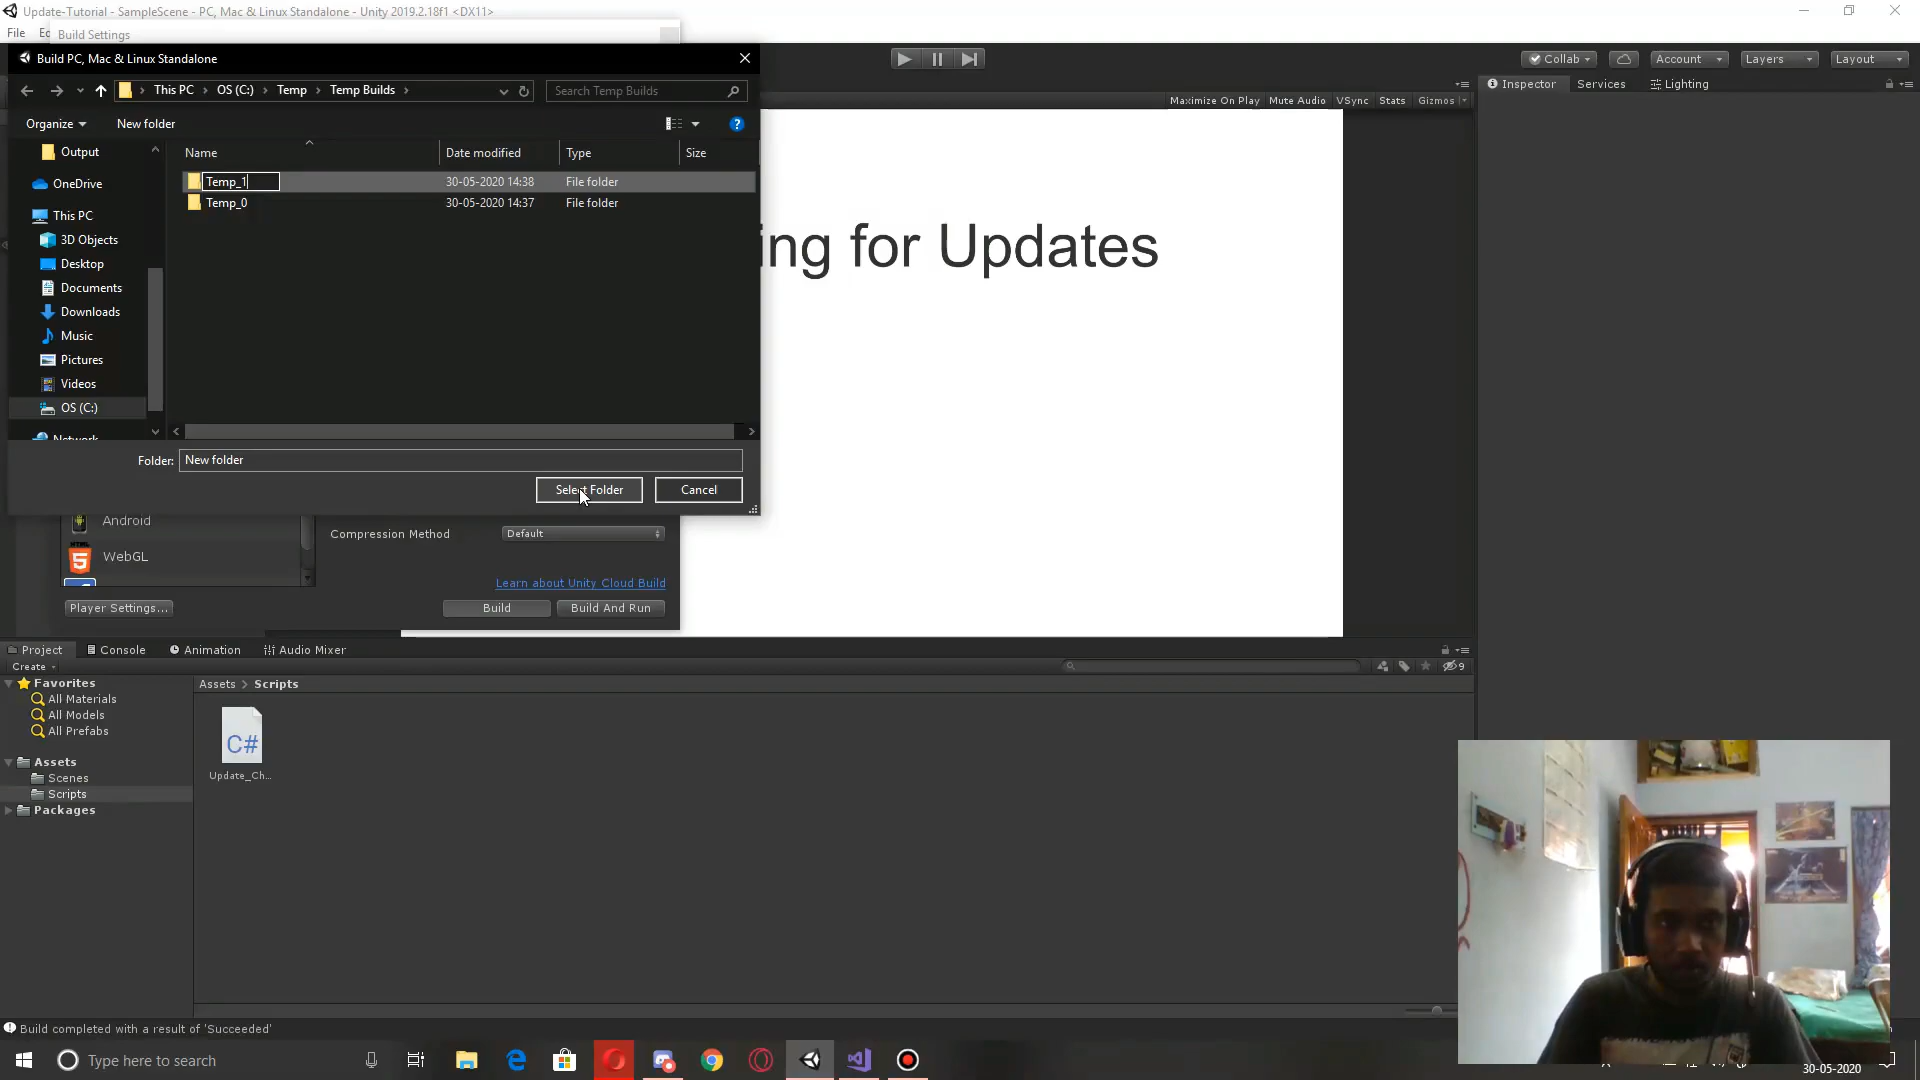 Update-Tutorial - SampleScene - PC, Mac & Linux Standalone - Unity 2019.2.18f1 <DX11>
File
Build Settings
Build PC, Mac & Linux Standalone
This PC > OS (C:) > Temp > Temp Builds >
Search Temp Builds
Collab
Account
Layers
Layout
Inspector
Services
Lighting
Maximize On Play
Mute Audio
VSync
Stats
Gizmos
Organize
New folder
Name
Date modified
Type
Size
Temp_1
30-05-2020 14:38
File folder
Temp_0
30-05-2020 14:37
File folder
Output
OneDrive
This PC
3D Objects
Desktop
Documents
Downloads
Music
Pictures
Videos
OS (C:)
Network
ing for Updates
Folder:
New folder
Select Folder
Cancel
Android
WebGL
Compression Method
Default
Learn about Unity Cloud Build
Player Settings...
Build
Build And Run
Project
Console
Animation
Audio Mixer
Create
9
Favorites
All Materials
All Models
All Prefabs
Assets
Scenes
Scripts
Packages
Assets > Scripts
C#
Update_Ch...
Build completed with a result of 'Succeeded'
Type here to search
30-05-2020